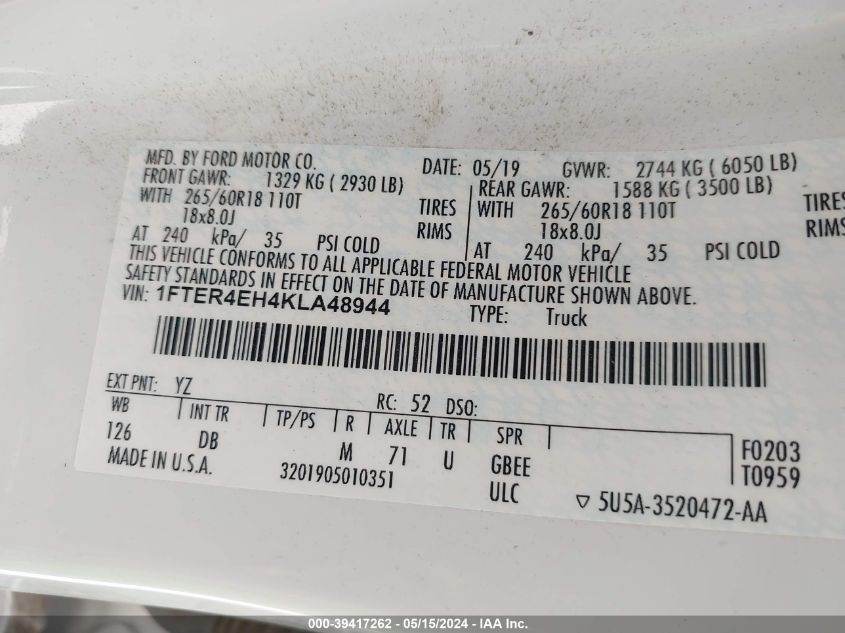 MFD. BY FORD MOTOR CO. DATE: 05/19 GVWR: 2744 KG ( 6050 LB)
FRONT GAWR: 1329 KG ( 2930 LB) REAR GAWR: 1588 KG ( 3500 LB)
WITH 265/60R18 110T TIRES WITH 265/60R18 110T TIRES
18x8.0J RIMS 18x8.0J RIMS
AT 240 kPa/ 35 PSI COLD AT 240 kPa/ 35 PSI COLD
THIS VEHICLE CONFORMS TO ALL APPLICABLE FEDERAL MOTOR VEHICLE
SAFETY STANDARDS IN EFFECT ON THE DATE OF MANUFACTURE SHOWN ABOVE.
VIN: 1FTER4EH4KLA48944 TYPE: Truck
EXT PNT: YZ RC: 52 DSO:
WB INT TR TP/PS R AXLE TR SPR
126 DB M 71 U GBEE F0203
MADE IN U.S.A. 3201905010351 ULC T0959
5U5A-3520472-AA
000-39417262 - 05/15/2024 - IAA Inc.